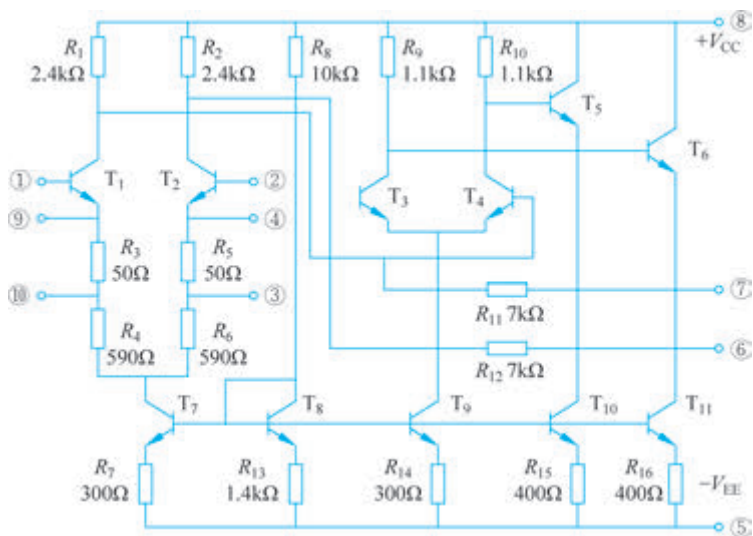 R1
2.4kΩ
R2
2.4kΩ
R8
10kΩ
R9
1.1kΩ
R10
1.1kΩ
⑧
+VCC
T5
T6
①
T1
T2
②
T3
T4
⑨
④
R3
50Ω
R5
50Ω
⑩
③
⑦
R11 7kΩ
R4
590Ω
R6
590Ω
⑥
R12 7kΩ
T7
T8
T9
T10
T11
R7
300Ω
R13
1.4kΩ
R14
300Ω
R15
400Ω
R16
400Ω
−VEE
⑤